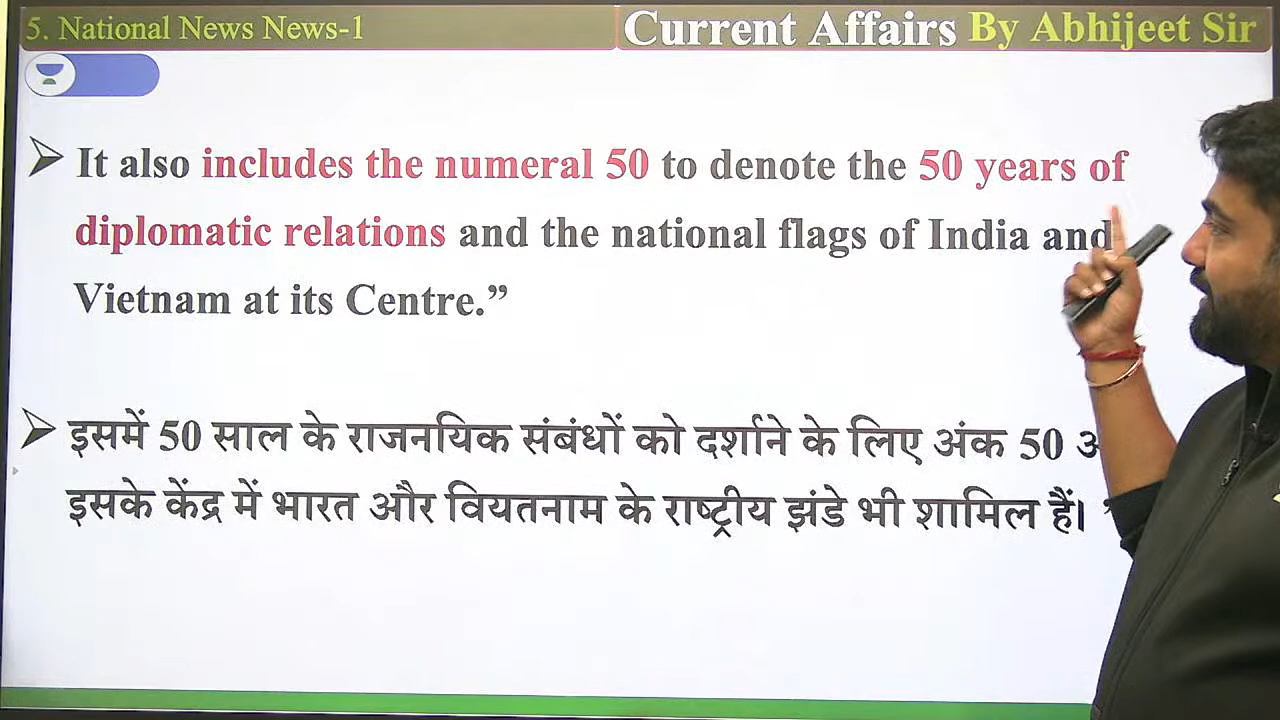 5. National News News-1
Current Affairs By Abhijeet Sir
It also includes the numeral 50 to denote the 50 years of
diplomatic relations and the national flags of India and
Vietnam at its Centre.”
इसमें 50 साल के राजनयिक संबंधों को दर्शाने के लिए अंक 50
इसके केंद्र में भारत और वियतनाम के राष्ट्रीय झंडे भी शामिल हैं।